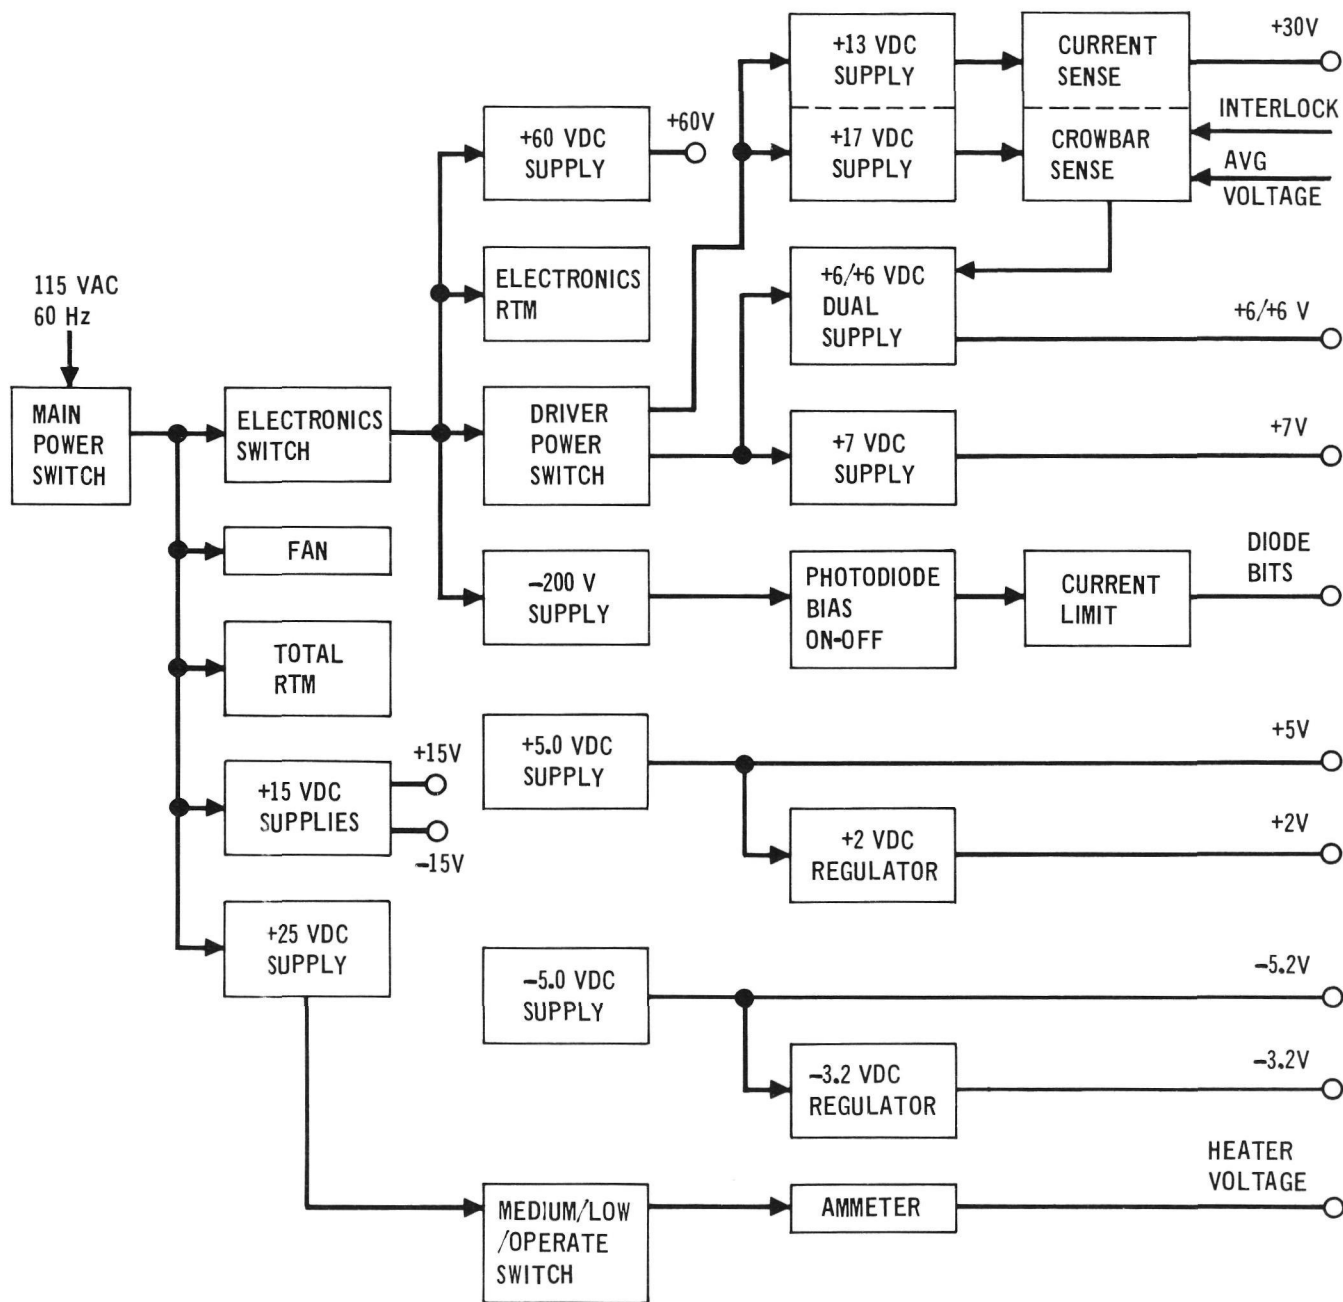 +13 VDC
SUPPLY
CURRENT
SENSE
+30V
+60 VDC
SUPPLY
+60V
+17 VDC
SUPPLY
CROWBAR
SENSE
INTERLOCK
AVG
VOLTAGE
115 VAC
60 Hz
ELECTRONICS
RTM
+6/+6 VDC
DUAL
SUPPLY
+6/+6 V
MAIN
POWER
SWITCH
ELECTRONICS
SWITCH
DRIVER
POWER
SWITCH
+7 VDC
SUPPLY
+7V
FAN
-200 V
SUPPLY
PHOTODIODE
BIAS
ON-OFF
CURRENT
LIMIT
DIODE
BITS
TOTAL
RTM
+5.0 VDC
SUPPLY
+5V
+15 VDC
SUPPLIES
+15V
-15V
+2 VDC
REGULATOR
+2V
+25 VDC
SUPPLY
-5.0 VDC
SUPPLY
-5.2V
-3.2 VDC
REGULATOR
-3.2V
MEDIUM/LOW
/OPERATE
SWITCH
AMMETER
HEATER
VOLTAGE